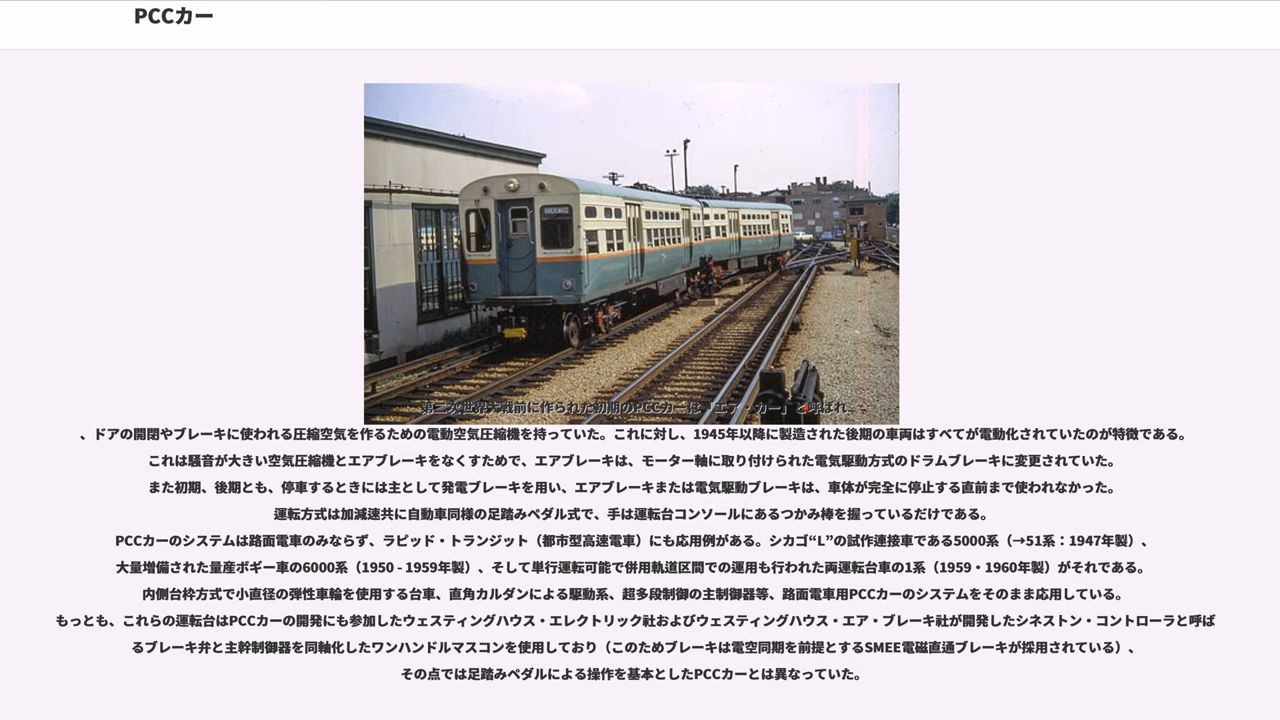 PCCカー
第二次世界大戦前に作られた初期のPCCカーは「エア・カー」と呼ばれ
、ドアの開閉やブレーキに使われる圧縮空気を作るための電動空気圧縮機を持っていた。これに対し、1945年以降に製造された後期の車両はすべてが電動化されていたのが特徴である。
これは騒音が大きい空気圧縮機とエアブレーキをなくすためで、エアブレーキは、モーター軸に取り付けられた電気駆動方式のドラムブレーキに変更されていた。
また初期、後期とも、停車するときには主として発電ブレーキを用い、エアブレーキまたは電気駆動ブレーキは、車体が完全に停止する直前まで使われなかった。
運転方式は加減速共に自動車同様の足踏みペダル式で、手は運転台コンソールにあるつかみ棒を握っているだけである。
PCCカーのシステムは路面電車のみならず、ラピッド・トランジット（都市型高速電車）にも応用例がある。シカゴ“L”の試作連接車である5000系（→51系：1947年製）、
大量増備された量産ボギー車の6000系（1950 - 1959年製）、そして単行運転可能で併用軌道区間での運用も行われた両運転台車の1系（1959・1960年製）がそれである。
内側台枠方式で小直径の弾性車輪を使用する台車、直角カルダンによる駆動系、超多段制御の主制御器等、路面電車用PCCカーのシステムをそのまま応用している。
もっとも、これらの運転台はPCCカーの開発にも参加したウェスティングハウス・エレクトリック社およびウェスティングハウス・エア・ブレーキ社が開発したシネストン・コントローラと呼ば
るブレーキ弁と主幹制御器を同軸化したワンハンドルマスコンを使用しており（このためブレーキは電空同期を前提とするSMEE電磁直通ブレーキが採用されている）、
その点では足踏みペダルによる操作を基本としたPCCカーとは異なっていた。